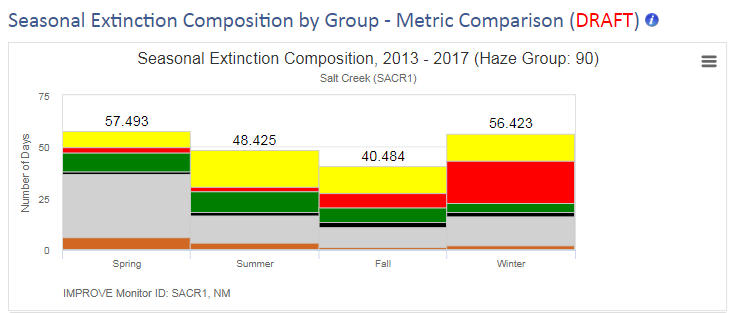 Seasonal Extinction Composition by Group - Metric Comparison (DRAFT) i
Seasonal Extinction Composition, 2013 - 2017 (Haze Group: 90)
Salt Creek (SACR1)
Number of Days
75
50
25
0
57.493
48.425
40.484
56.423
Spring
Summer
Fall
Winter
IMPROVE Monitor ID: SACR1, NM